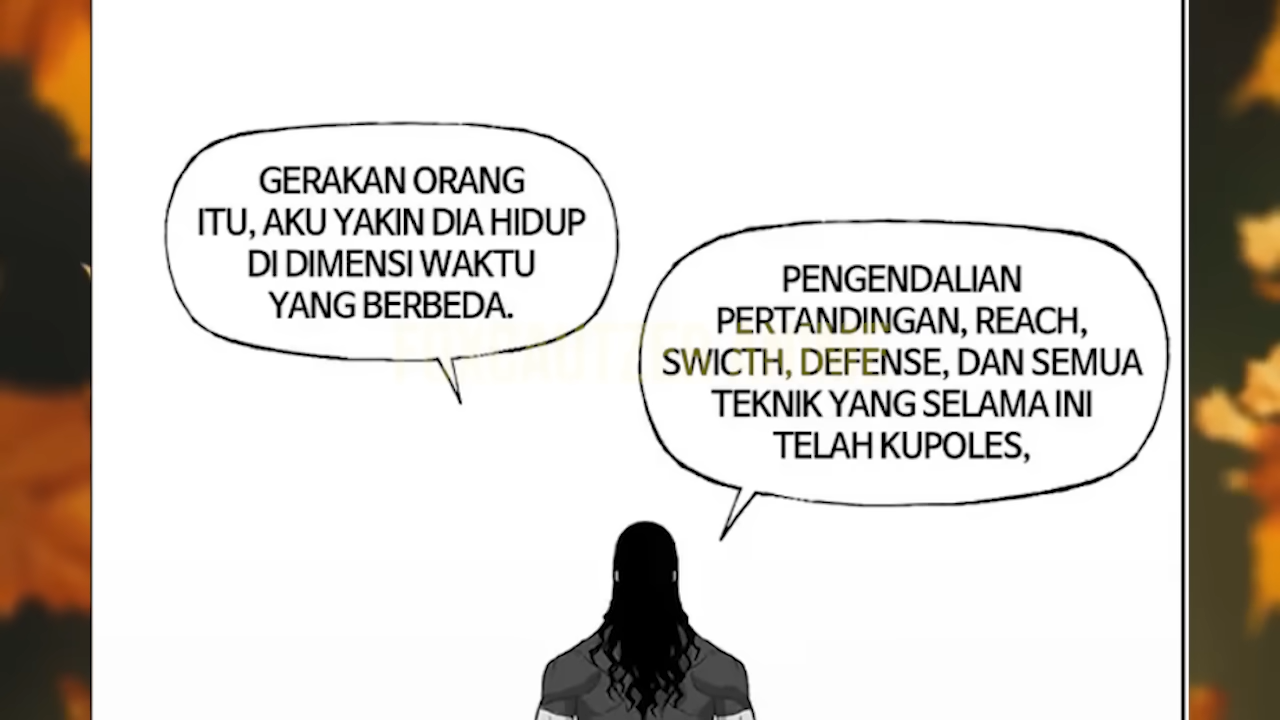 GERAKAN ORANG
ITU, AKU YAKIN DIA HIDUP
DI DIMENSI WAKTU
YANG BERBEDA.
PENGENDALIAN
PERTANDINGAN, REACH,
SWICTH, DEFENSE, DAN SEMUA
TEKNIK YANG SELAMA INI
TELAH KUPOLES,